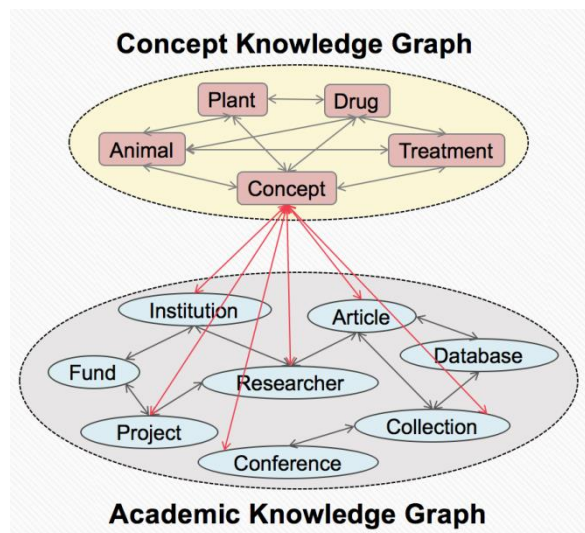 Concept Knowledge Graph
Plant
Drug
Animal
Treatment
Concept
Institution
Article
Database
Fund
Researcher
Project
Collection
Conference
Academic Knowledge Graph